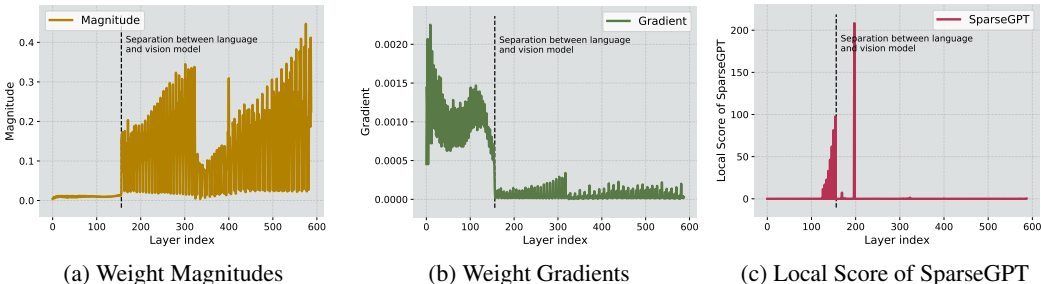 Magnitude
Separation between language
and vision model
0.4
0.3
0.2
0.1
0.0
Magnitude
0 100 200 300 400 500 600
Layer index
(a) Weight Magnitudes
Gradient
Separation between language
and vision model
0.0020
0.0015
0.0010
0.0005
0.0000
Gradient
0 100 200 300 400 500 600
Layer index
(b) Weight Gradients
SparseGPT
Separation between language
and vision model
200
150
100
50
0
Local Score of SparseGPT
0 100 200 300 400 500 600
Layer index
(c) Local Score of SparseGPT